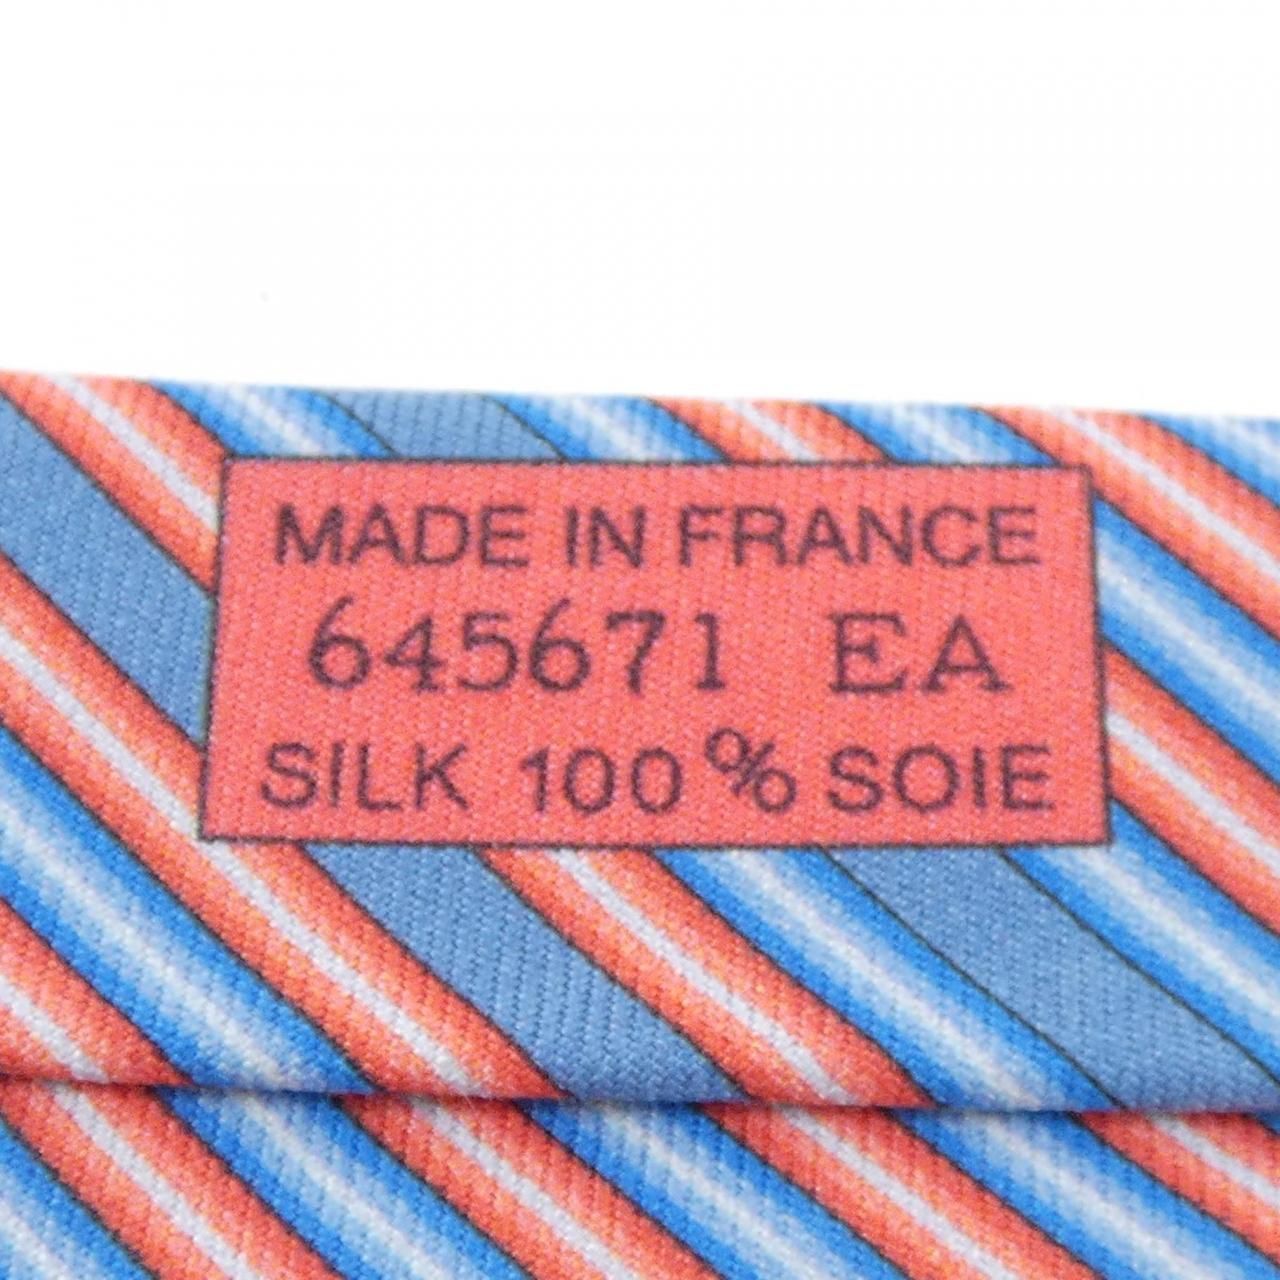 MADE IN FRANCE
645671 EA
SILK 100% SOIE